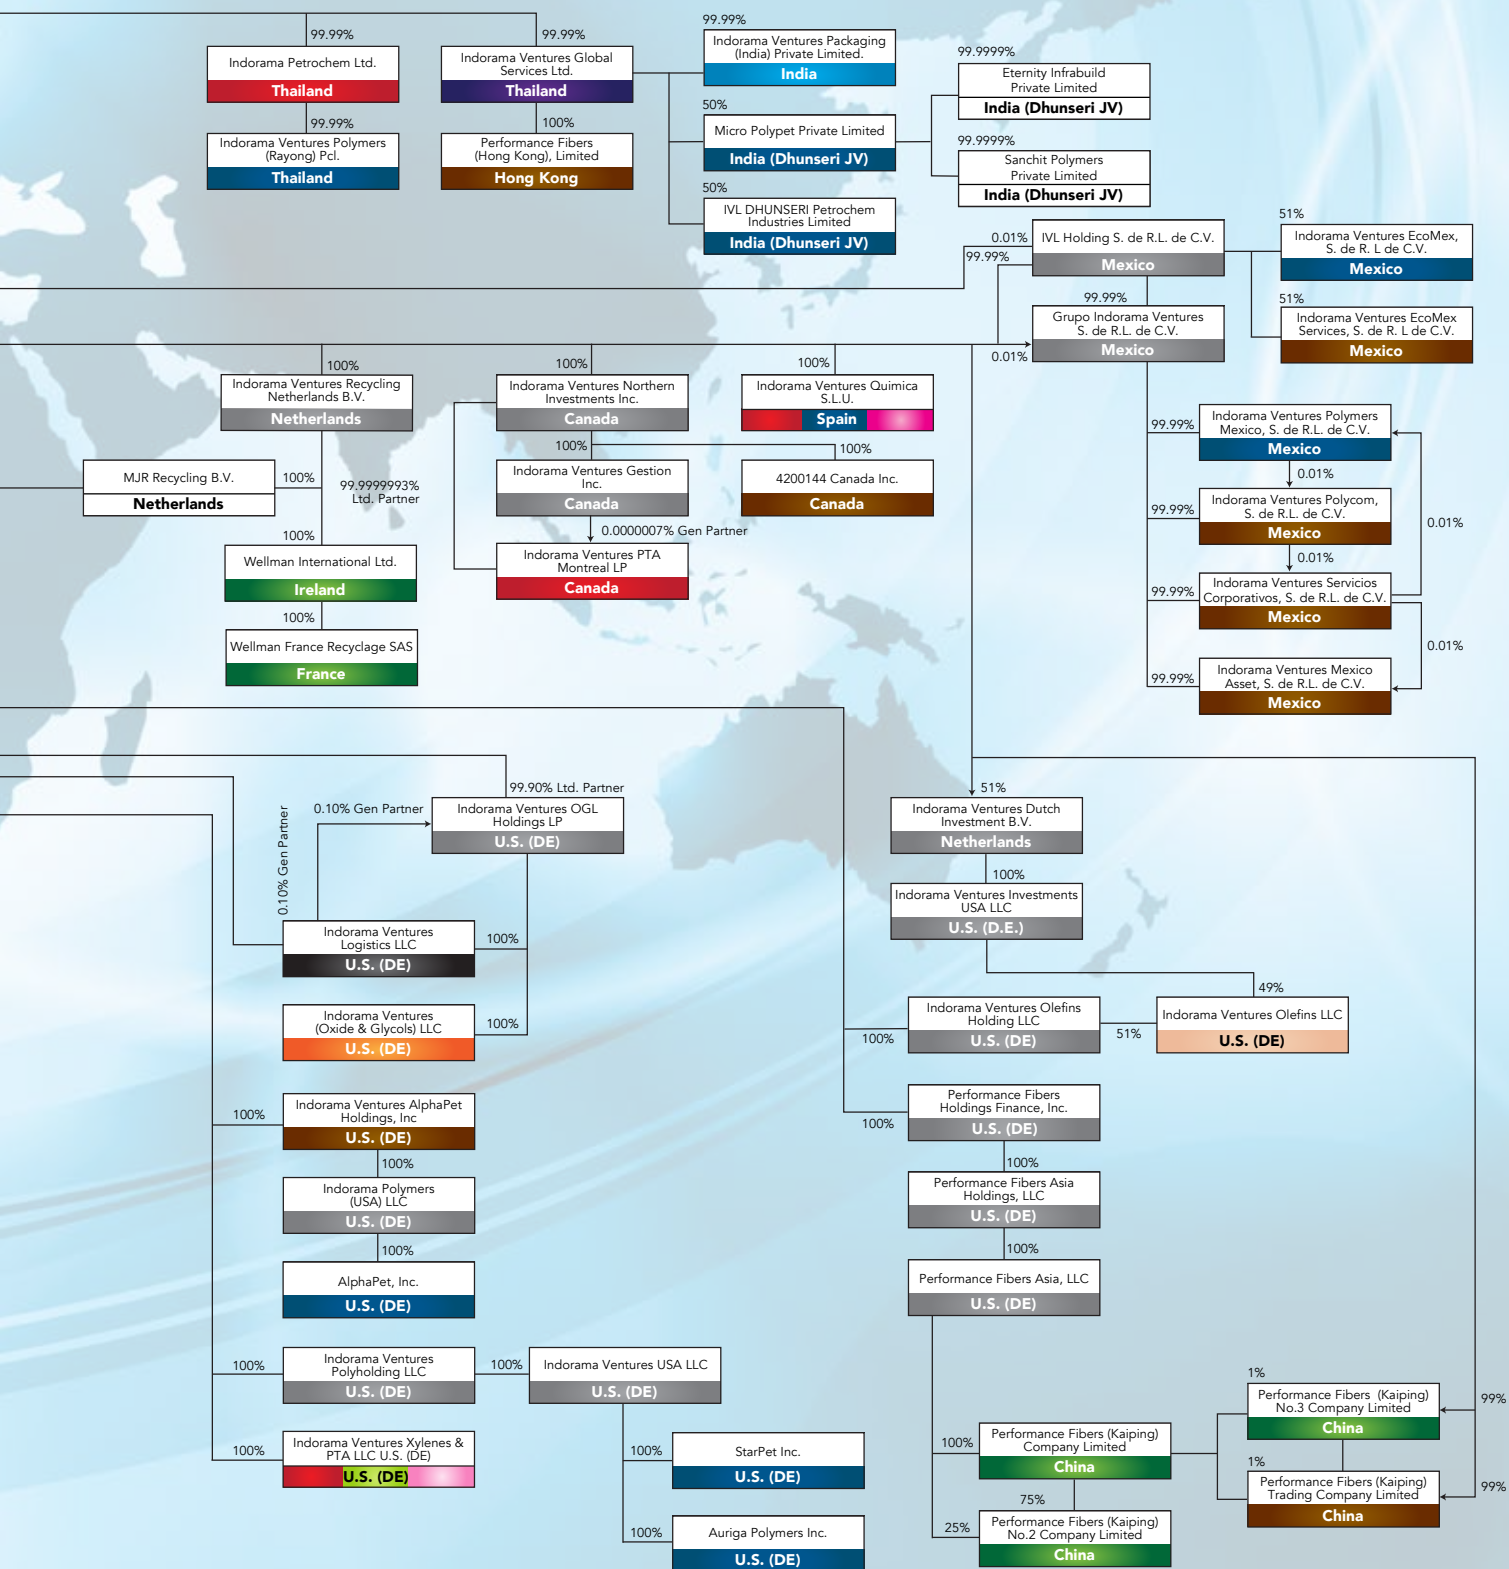 99.99%
Indorama Petrochem Ltd.
Thailand
99.99%
Indorama Ventures Polymers
(Rayong) Pcl.
Thailand
99.99%
Indorama Ventures Global
Services Ltd.
Thailand
100%
Performance Fibers
(Hong Kong), Limited
Hong Kong
99.99%
Indorama Ventures Packaging
(India) Private Limited.
India
50%
Micro Polypet Private Limited
India (Dhunseri JV)
50%
IVL DHUNSERI Petrochem
Industries Limited
India (Dhunseri JV)
99.9999%
Eternity Infrabuild
Private Limited
India (Dhunseri JV)
99.9999%
Sanchit Polymers
Private Limited
India (Dhunseri JV)
0.01%
99.99%
IVL Holding S. de R.L. de C.V.
Mexico
51%
Indorama Ventures EcoMex,
S. de R. L de C.V.
Mexico
51%
Indorama Ventures EcoMex
Services, S. de R. L de C.V.
Mexico
99.99%
Grupo Indorama Ventures
S. de R.L. de C.V.
Mexico
0.01%
100%
Indorama Ventures Recycling
Netherlands B.V.
Netherlands
MJR Recycling B.V.
Netherlands
100%
99.9999993%
Ltd. Partner
100%
Wellman International Ltd.
Ireland
100%
Wellman France Recyclage SAS
France
100%
Indorama Ventures Northern
Investments Inc.
Canada
100%
Indorama Ventures Gestion
Inc.
Canada
0.0000007% Gen Partner
Indorama Ventures PTA
Montreal LP
Canada
100%
4200144 Canada Inc.
Canada
100%
Indorama Ventures Quimica
S.L.U.
Spain
99.99%
Indorama Ventures Polymers
Mexico, S. de R.L. de C.V.
Mexico
0.01%
99.99%
Indorama Ventures Polycom,
S. de R.L. de C.V.
Mexico
0.01%
0.01%
99.99%
Indorama Ventures Servicios
Corporativos, S. de R.L. de C.V.
Mexico
0.01%
99.99%
Indorama Ventures Mexico
Asset, S. de R.L. de C.V.
Mexico
99.90% Ltd. Partner
0.10% Gen Partner
Indorama Ventures OGL
Holdings LP
U.S. (DE)
0.10% Gen Partner
Indorama Ventures
Logistics LLC
U.S. (DE)
100%
Indorama Ventures
(Oxide & Glycols) LLC
U.S. (DE)
100%
100%
Indorama Ventures AlphaPet
Holdings, Inc
U.S. (DE)
100%
Indorama Polymers
(USA) LLC
U.S. (DE)
100%
AlphaPet, Inc.
U.S. (DE)
100%
Indorama Ventures
Polyholding LLC
U.S. (DE)
100%
Indorama Ventures USA LLC
U.S. (DE)
100%
Indorama Ventures Xylenes &
PTA LLC U.S. (DE)
U.S. (DE)
100%
StarPet Inc.
U.S. (DE)
100%
Auriga Polymers Inc.
U.S. (DE)
51%
Indorama Ventures Dutch
Investment B.V.
Netherlands
100%
Indorama Ventures Investments
USA LLC
U.S. (D.E.)
49%
100%
Indorama Ventures Olefins
Holding LLC
U.S. (DE)
51%
Indorama Ventures Olefins LLC
U.S. (DE)
100%
Performance Fibers
Holdings Finance, Inc.
U.S. (DE)
100%
Performance Fibers Asia
Holdings, LLC
U.S. (DE)
100%
Performance Fibers Asia, LLC
U.S. (DE)
100%
Performance Fibers (Kaiping)
Company Limited
China
75%
25%
Performance Fibers (Kaiping)
No.2 Company Limited
China
1%
Performance Fibers (Kaiping)
No.3 Company Limited
China
99%
1%
Performance Fibers (Kaiping)
Trading Company Limited
China
99%